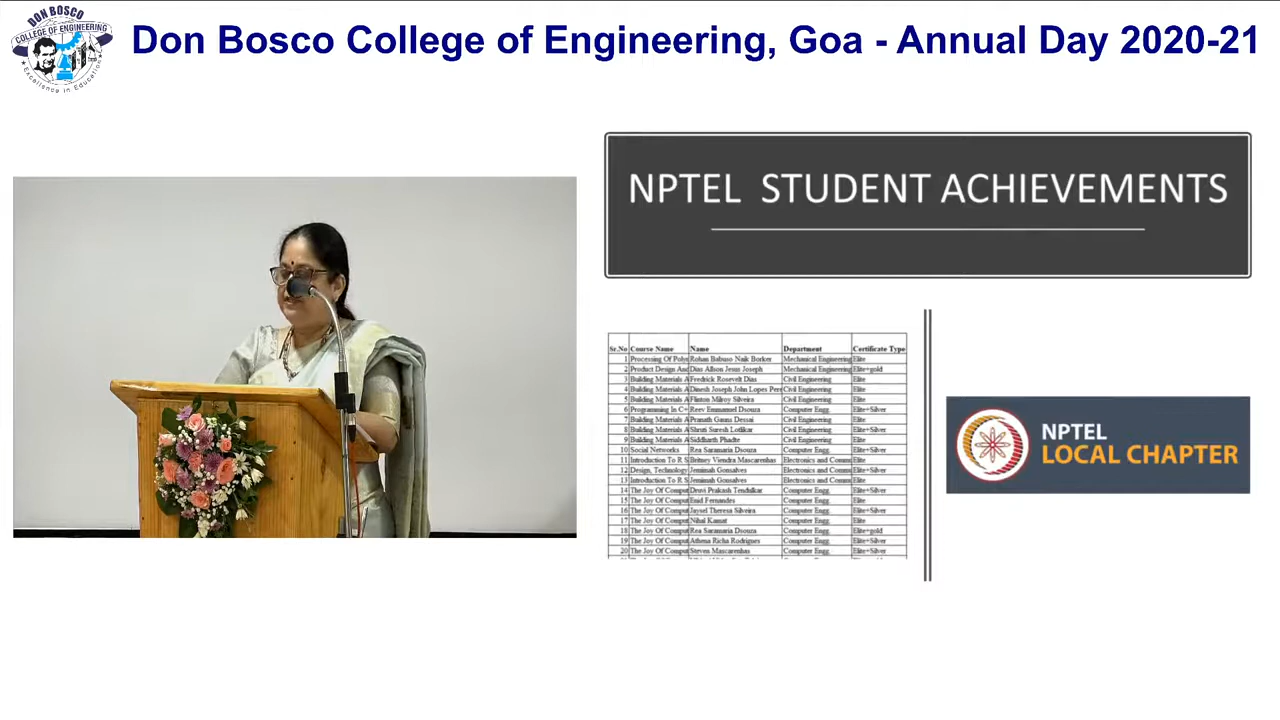 DON BOSCO
COLLEGE OF ENGINEERING
Excellence in Education
Don Bosco College of Engineering, Goa - Annual Day 2020-21
NPTEL STUDENT ACHIEVEMENTS
Sr.No Course Name Name Department Certificate Type
1 Processing Of Poly Rohan Babuso Naik Borker Mechanical Engineering Elite
2 Product Design And Dias Allson Jesus Joseph Mechanical Engineering Elite+gold
3 Building Materials A Fredrick Rosevelt Dias Civil Engineering Elite
4 Building Materials A Dinesh Joseph John Lopes Per Civil Engineering Elite
5 Building Materials A Flinton Milroy Silveira Civil Engineering Elite
6 Programming In C+ Reev Emmanuel Dsouza Computer Engg. Elite+Silver
7 Building Materials A Pranath Gauns Dessai Civil Engineering Elite
8 Building Materials A Shruti Suresh Lotlikar Civil Engineering Elite+Silver
9 Building Materials A Siddharth Phadte Civil Engineering Elite
10 Social Networks Rea Saramaria Dsouza Computer Engg. Elite+Silver
11 Introduction To R S Britney Viendra Mascarenhas Electronics and Comm Elite+Silver
12 Design, Technology Jemimah Gonsalves Electronics and Comm Elite+Silver
13 Introduction To R S Jemimah Gonsalves Electronics and Comm Elite+Silver
14 The Joy Of Comput Druvi Prakash Tendulkar Computer Engg. Elite+Silver
15 The Joy Of Comput Enid Fernandes Computer Engg. Elite
16 The Joy Of Comput Jaysel Theresa Silveira Computer Engg. Elite+Silver
17 The Joy Of Comput Nihal Kamat Computer Engg. Elite
18 The Joy Of Comput Rea Saramaria Dsouza Computer Engg. Elite+gold
19 The Joy Of Comput Athena Richa Rodrigues Computer Engg. Elite+Silver
20 The Joy Of Comput Steven Mascarenhas Computer Engg. Elite+Silver
NPTEL
LOCAL CHAPTER